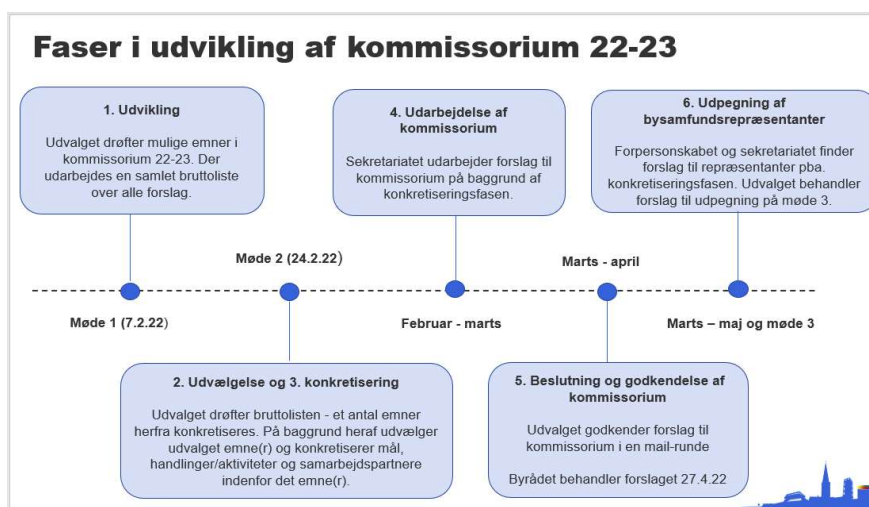 Faser i udvikling af kommissorium 22-23
1. Udvikling
Udvalget drøfter mulige emner i
kommissorium 22-23. Der
udarbejdes en samlet bruttoliste
over alle forslag.
4. Udarbejdelse af
kommissorium
Sekretariatet udarbejder forslag til
kommissorium på baggrund af
konkretiseringsfasen.
6. Udpegning af
bysamfundsrepræsentanter
Forpersonskabet og sekretariatet finder
forslag til repræsentanter pba.
konkretiseringsfasen. Udvalget behandler
forslag til udpegning på møde 3.
Møde 2 (24.2.22)
Marts - april
Møde 1 (7.2.22)
Februar - marts
Marts – maj og møde 3
2. Udvælgelse og 3. konkretisering
Udvalget drøfter bruttolisten - et antal emner
herfra konkretiseres. På baggrund heraf udvælger
udvalget emne(r) og konkretiserer mål,
handlinger/aktiviteter og samarbejdspartnere
indenfor det emne(r).
5. Beslutning og godkendelse af
kommissorium
Udvalget godkender forslag til
kommissorium i en mail-runde
Byrådet behandler forslaget 27.4.22